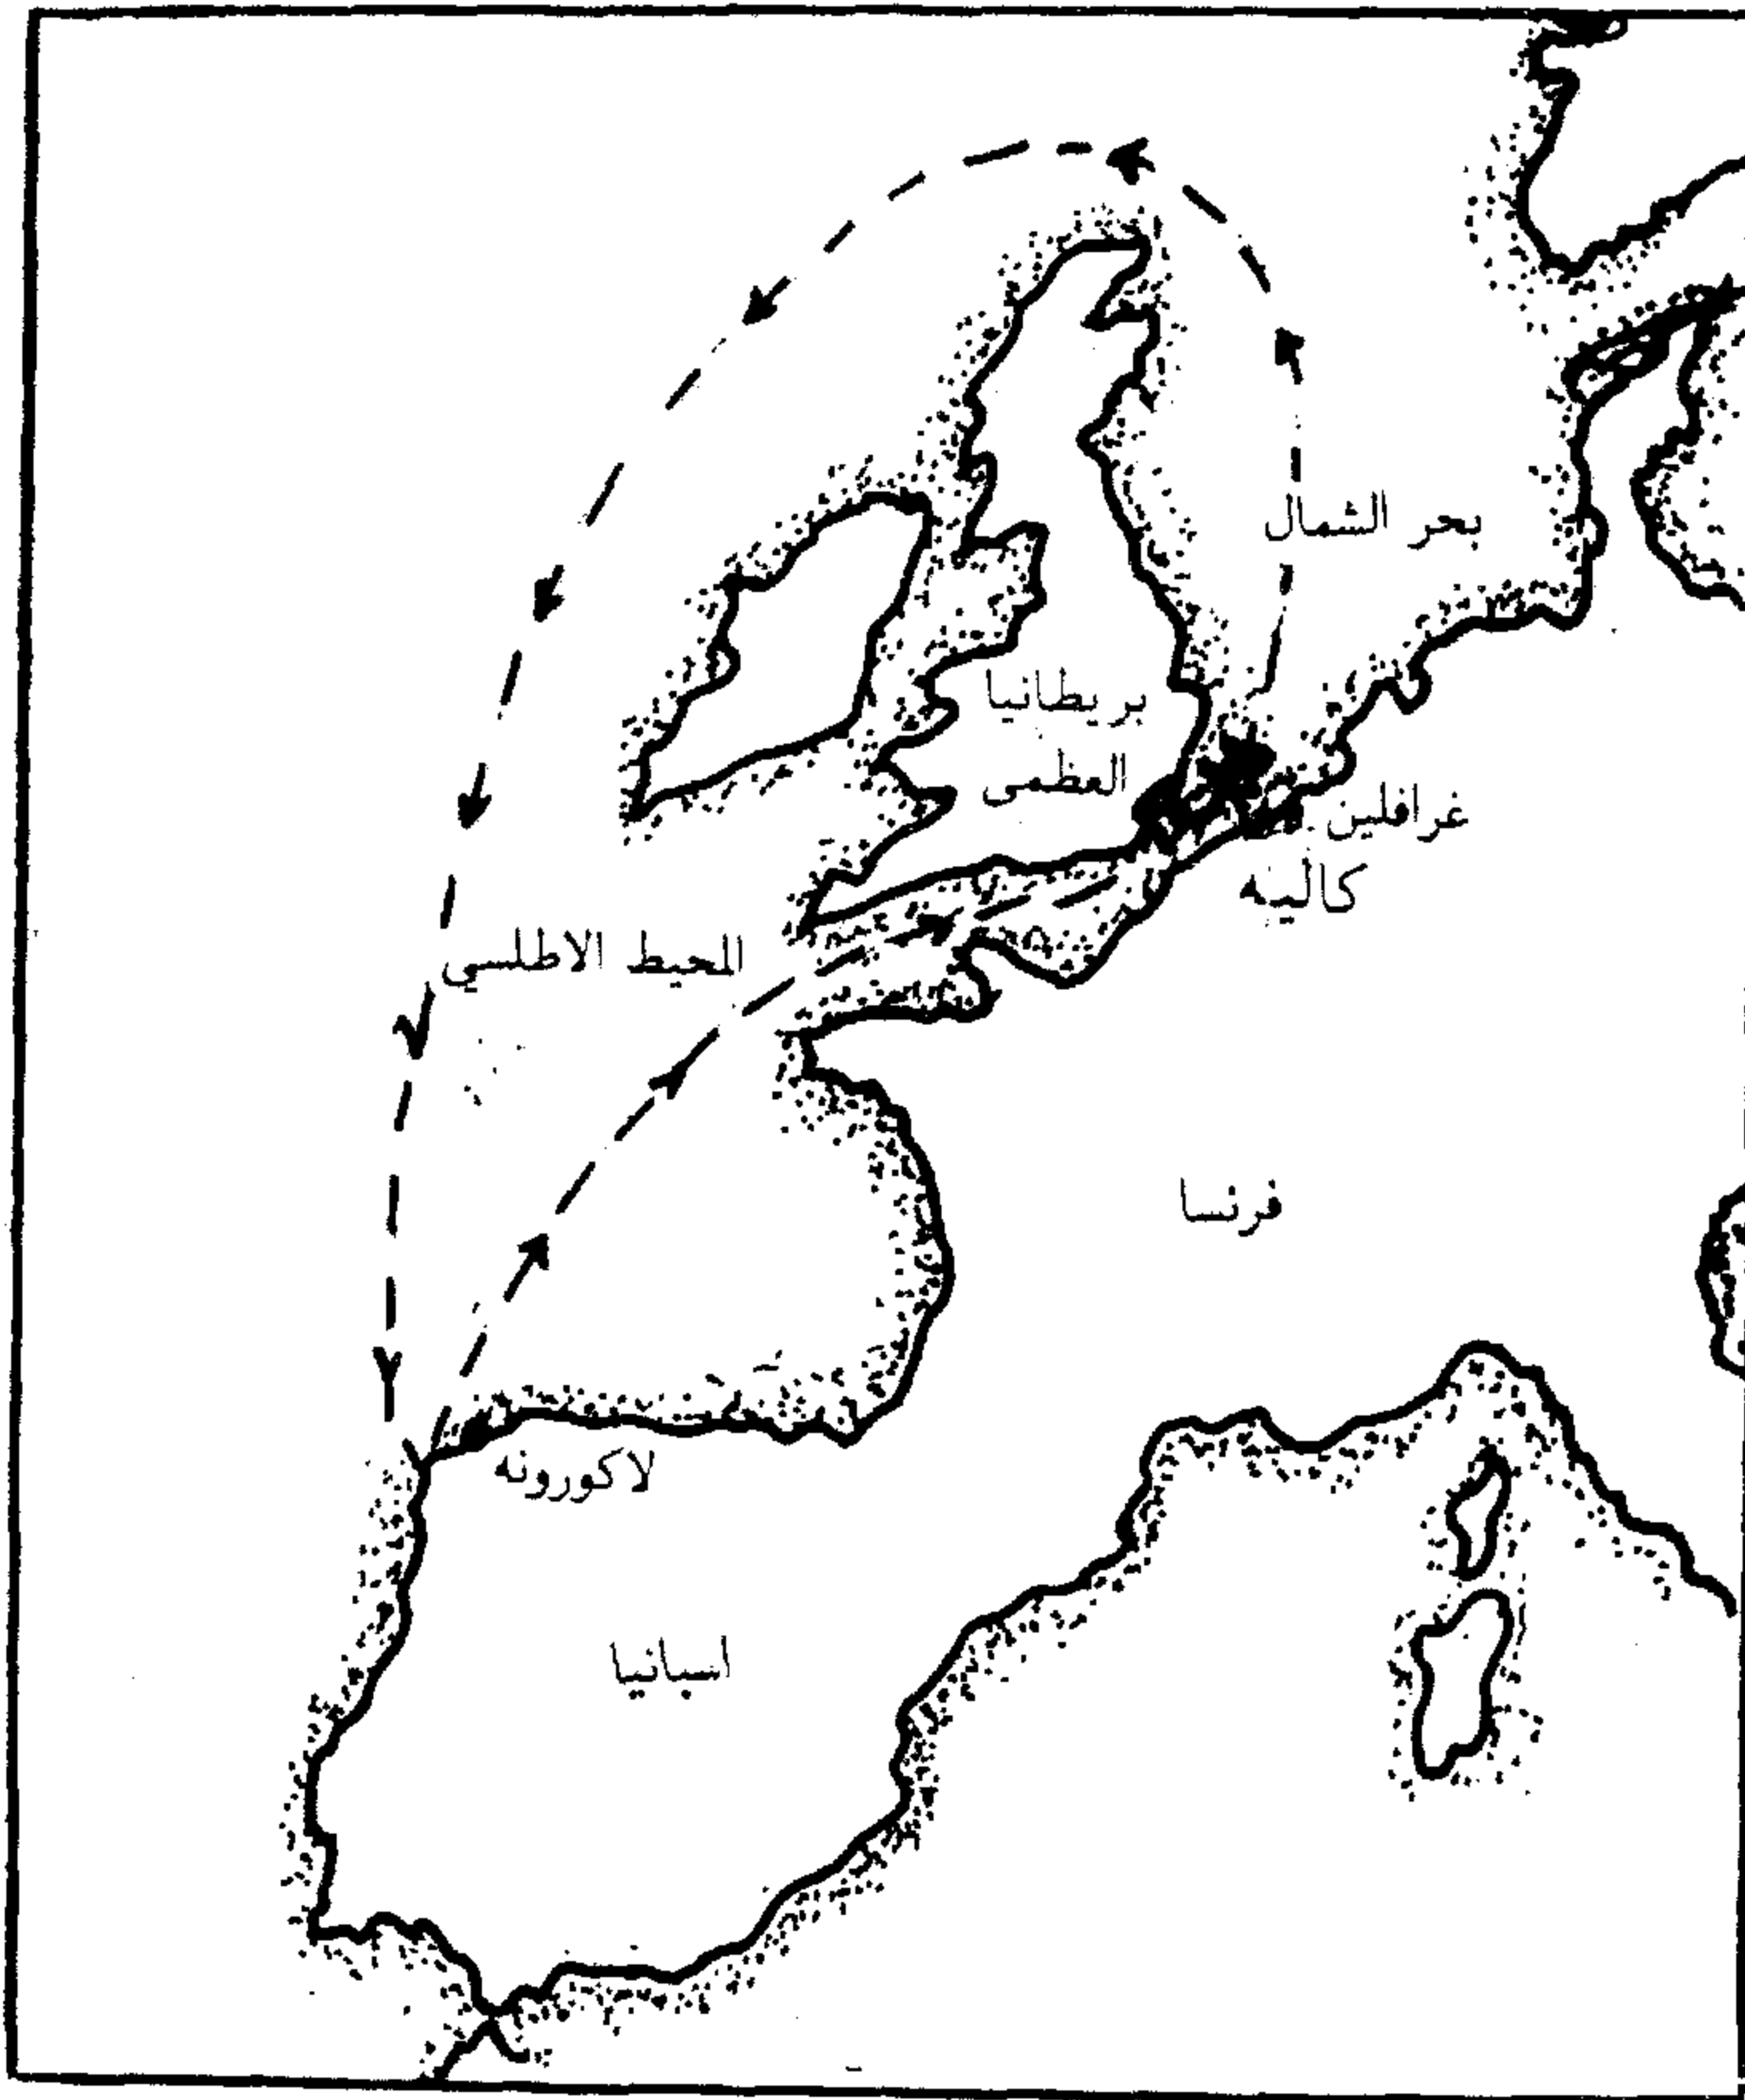 بحر الشمال
بريطانيا
العظمى
غرافلين
كاليه
المحيط الاطلسي
فرنسا
لاكورونه
اسبانيا